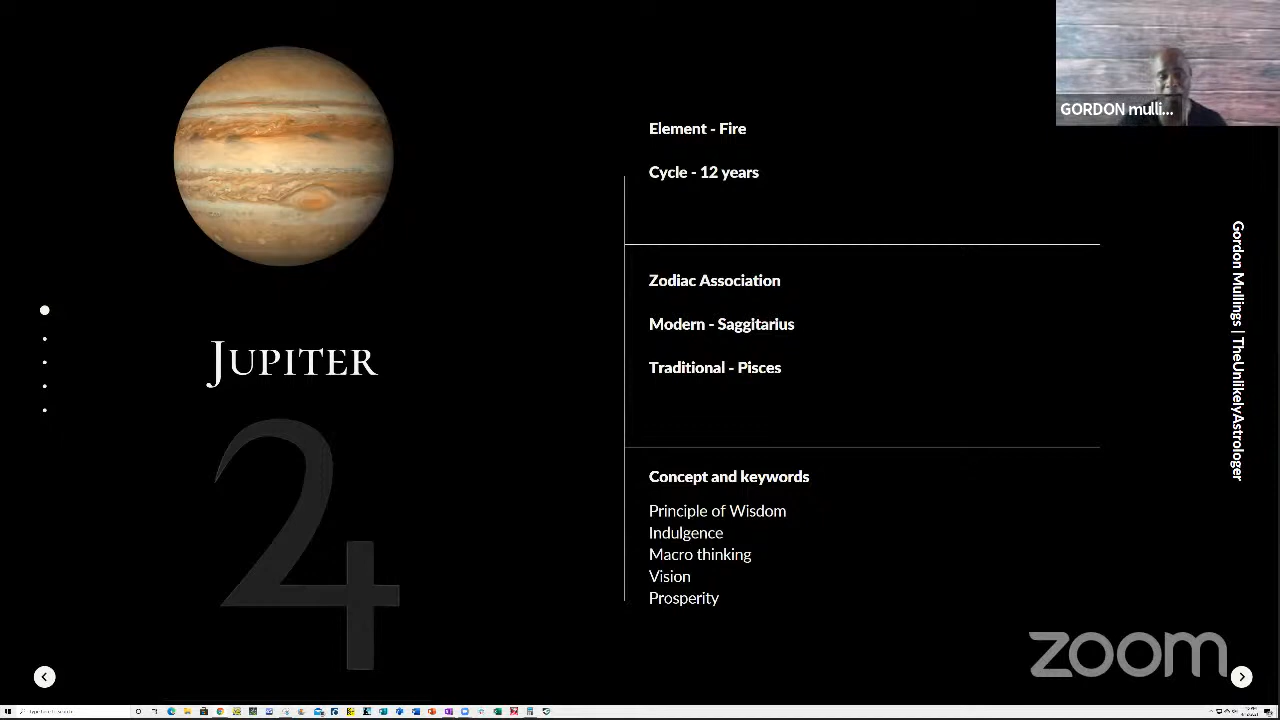 GORDON mulli...
Element - Fire
Cycle - 12 years
Zodiac Association
Modern - Saggitarius
Traditional - Pisces
JUPITER
Concept and keywords
Principle of Wisdom
Indulgence
Macro thinking
Vision
Prosperity
Gordon Mullings | TheUnlikelyAstrologer
zoom